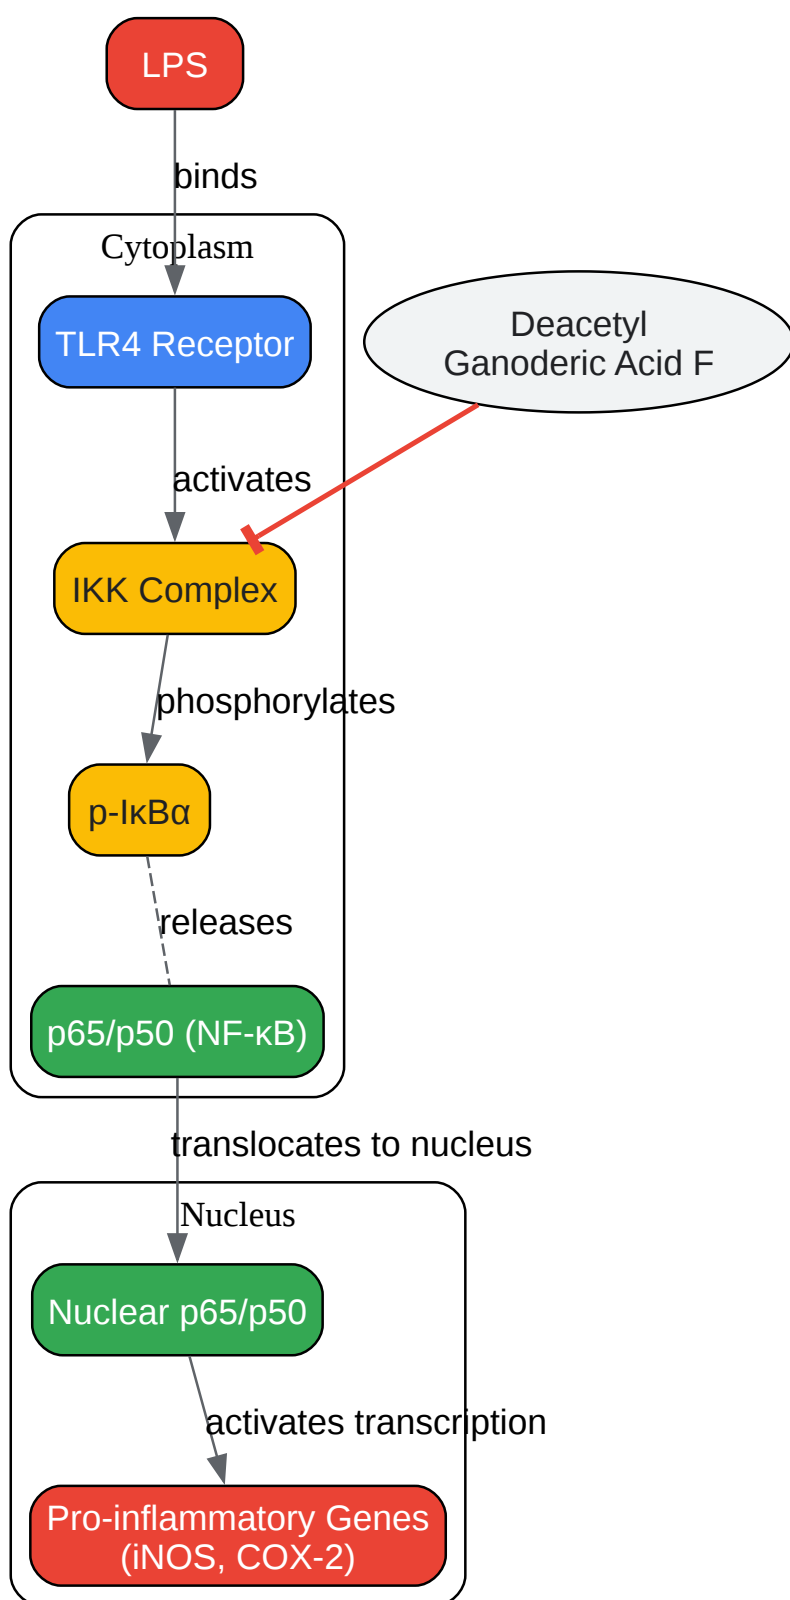 LPS
binds
Cytoplasm
TLR4 Receptor
Deacetyl
Ganoderic Acid F
activates
IKK Complex
phosphorylates
p-IκBα
releases
p65/p50 (NF-κB)
translocates to nucleus
Nucleus
Nuclear p65/p50
activates transcription
Pro-inflammatory Genes
(iNOS, COX-2)